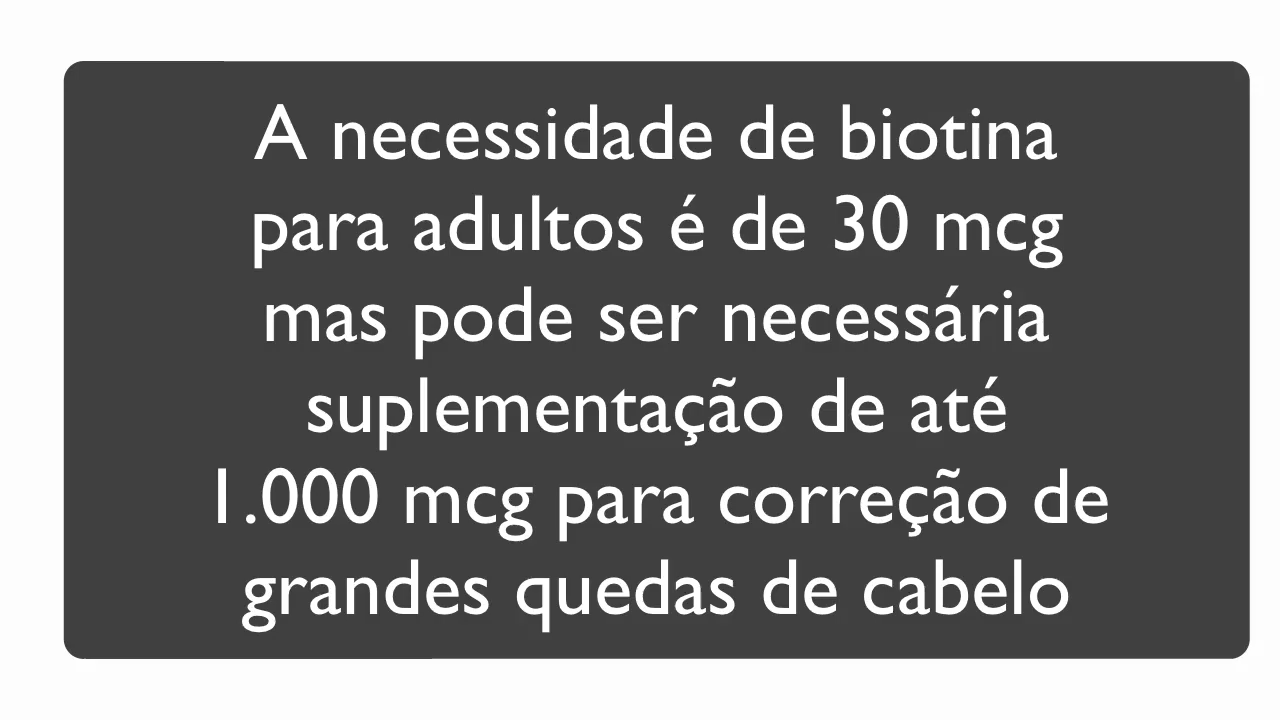 A necessidade de biotina
para adultos é de 30 mcg
mas pode ser necessária
suplementação de até
1.000 mcg para correção de
grandes quedas de cabelo